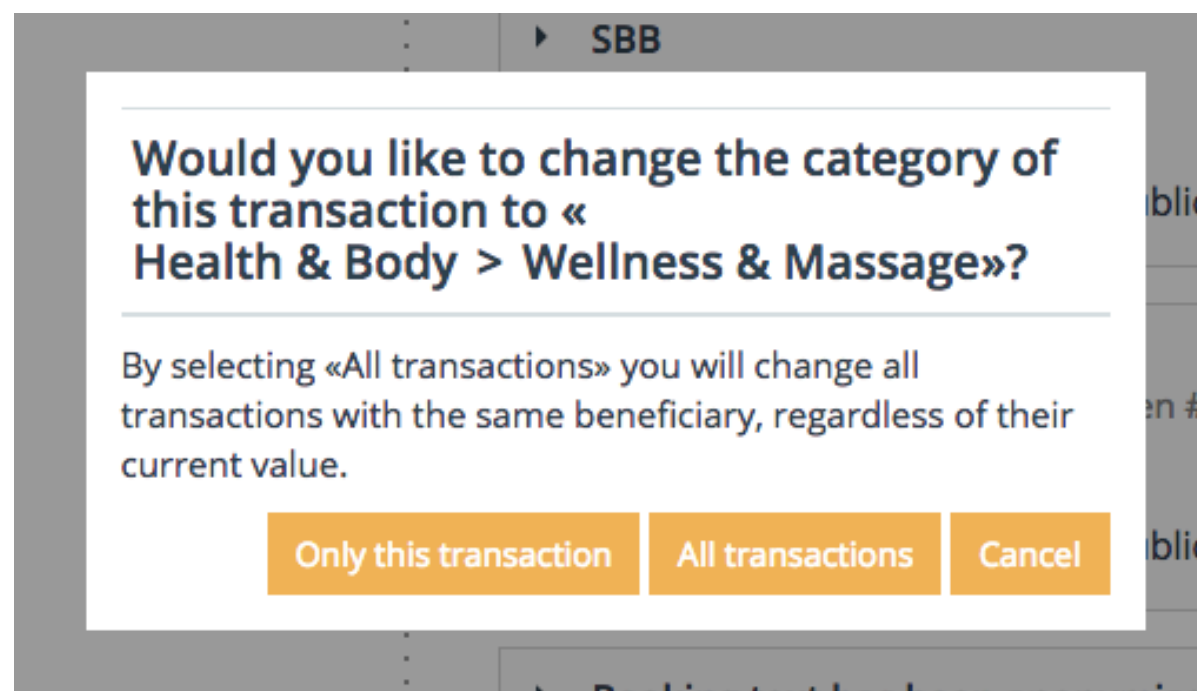 SBB
Would you like to change the category of
this transaction to «
Health & Body > Wellness & Massage»?
By selecting «All transactions» you will change all
transactions with the same beneficiary, regardless of their
current value.
Only this transaction
All transactions
Cancel